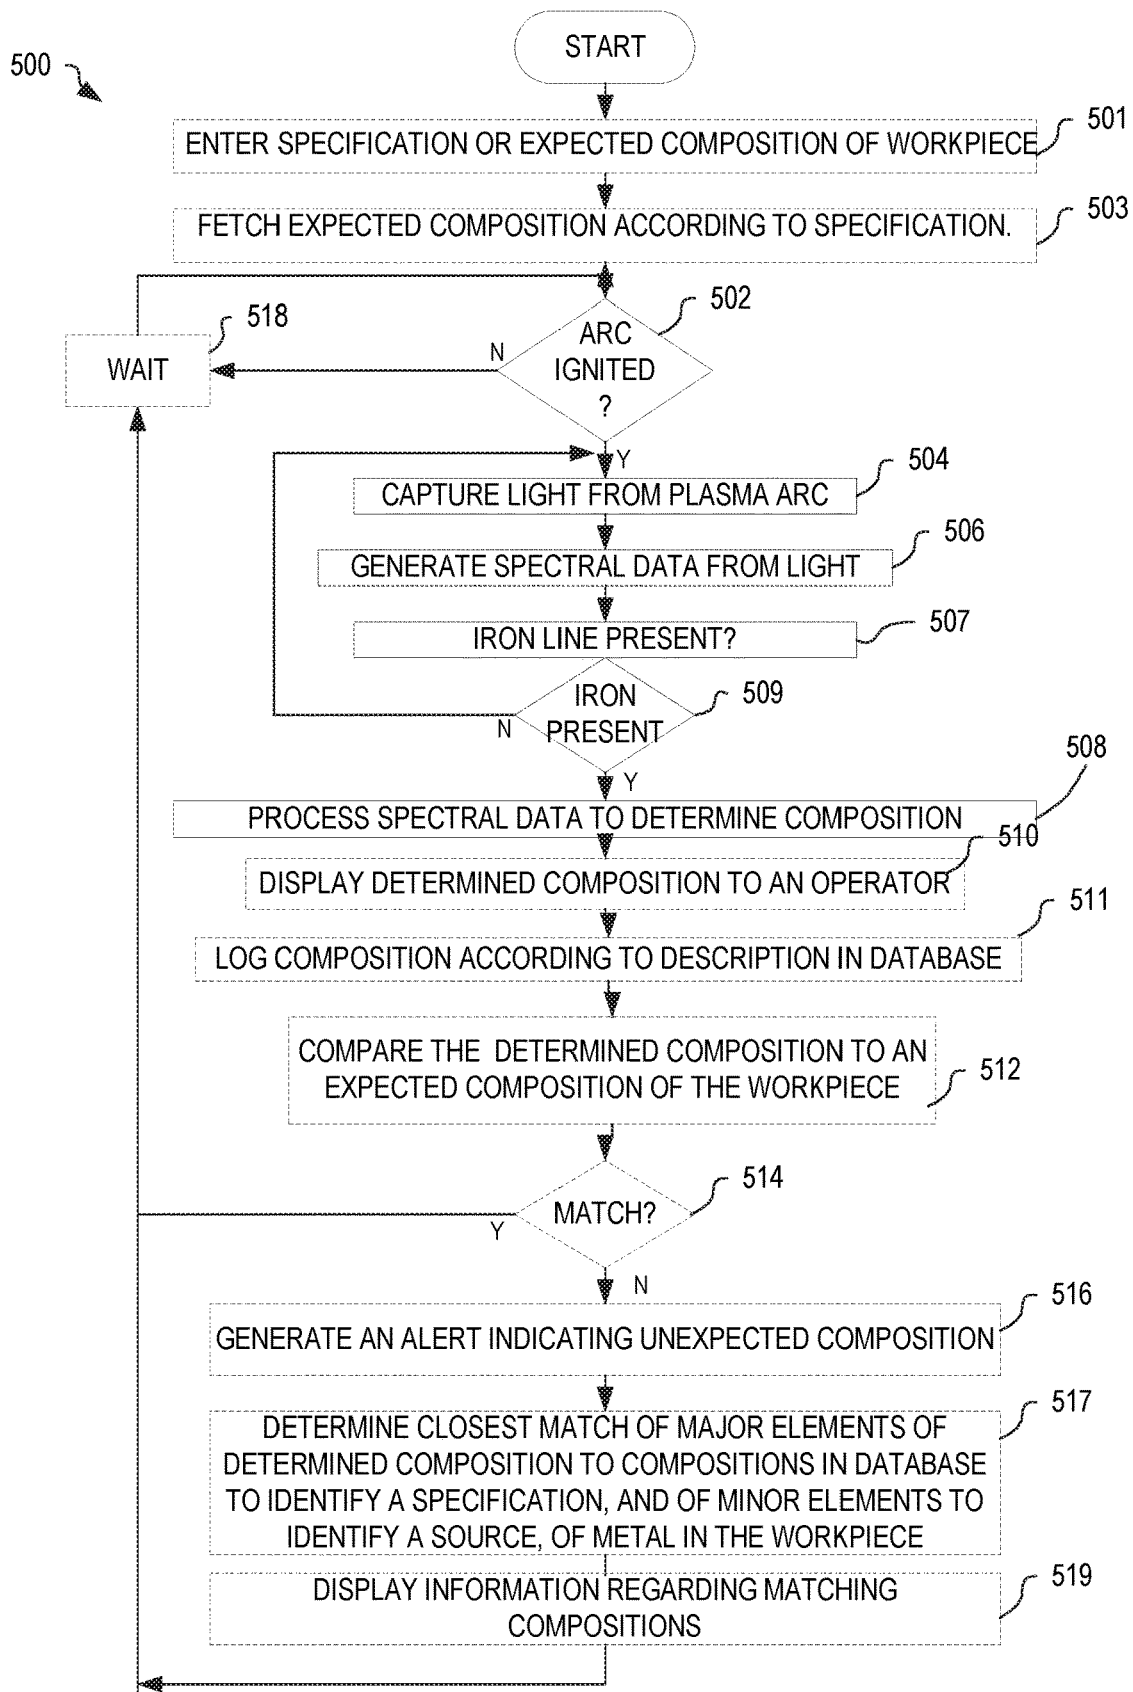 START
500
501
ENTER SPECIFICATION OR EXPECTED COMPOSITION OF WORKPIECE
503
FETCH EXPECTED COMPOSITION ACCORDING TO SPECIFICATION.
502
518
ARC
IGNITED
?
N
WAIT
Y
504
CAPTURE LIGHT FROM PLASMA ARC
506
GENERATE SPECTRAL DATA FROM LIGHT
507
IRON LINE PRESENT?
509
IRON
PRESENT
N
Y
508
PROCESS SPECTRAL DATA TO DETERMINE COMPOSITION
510
DISPLAY DETERMINED COMPOSITION TO AN OPERATOR
511
LOG COMPOSITION ACCORDING TO DESCRIPTION IN DATABASE
COMPARE THE DETERMINED COMPOSITION TO AN
EXPECTED COMPOSITION OF THE WORKPIECE
512
514
MATCH?
Y
N
516
GENERATE AN ALERT INDICATING UNEXPECTED COMPOSITION
517
DETERMINE CLOSEST MATCH OF MAJOR ELEMENTS OF
DETERMINED COMPOSITION TO COMPOSITIONS IN DATABASE
TO IDENTIFY A SPECIFICATION, AND OF MINOR ELEMENTS TO
IDENTIFY A SOURCE, OF METAL IN THE WORKPIECE
519
DISPLAY INFORMATION REGARDING MATCHING
COMPOSITIONS